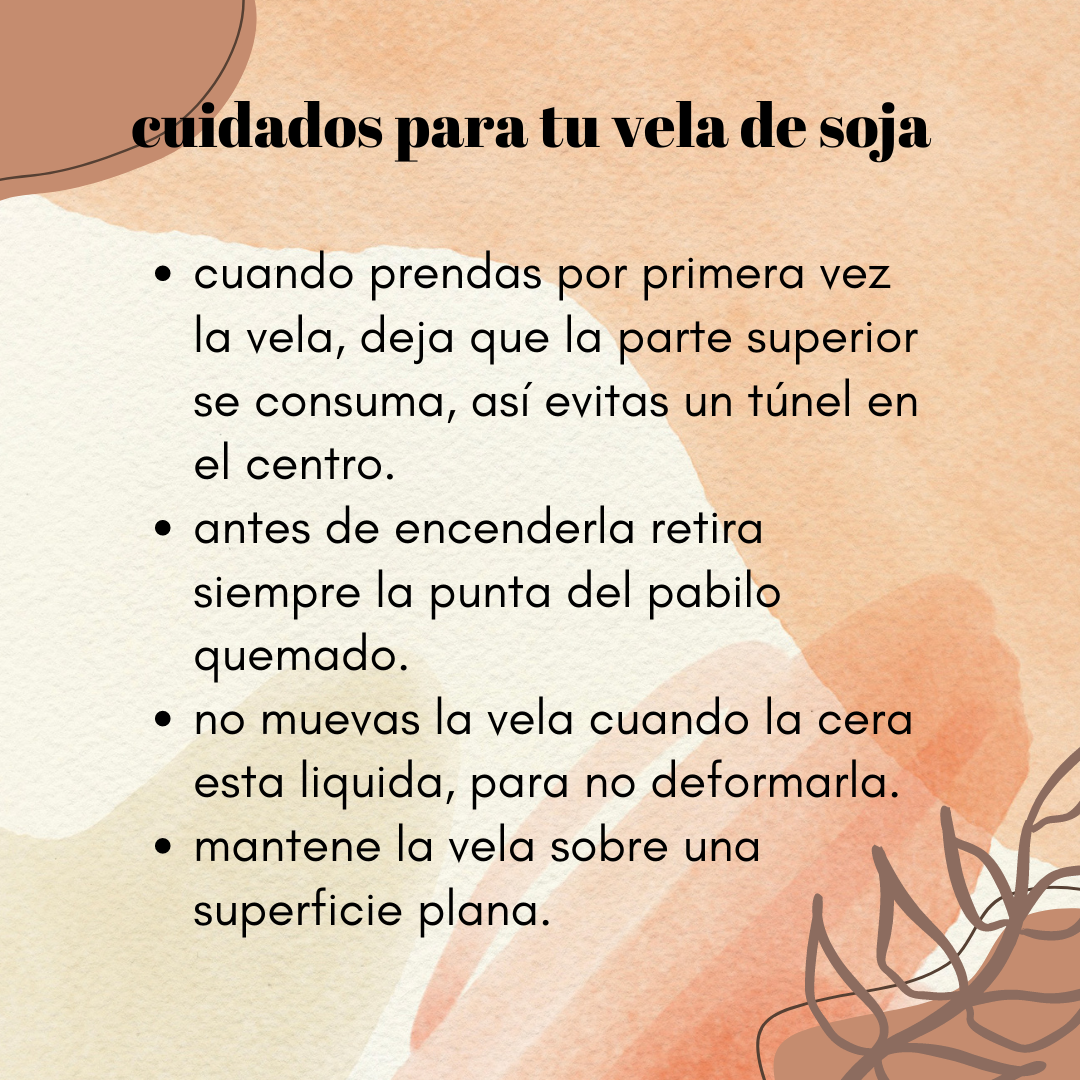 cuidados para tu vela de soja
• cuando prendas por primera vez
la vela, deja que la parte superior
se consuma, así evitas un túnel en
el centro.
• antes de encenderla retira
siempre la punta del pabilo
quemado.
• no muevas la vela cuando la cera
esta liquida, para no deformarla.
• mantene la vela sobre una
superficie plana.